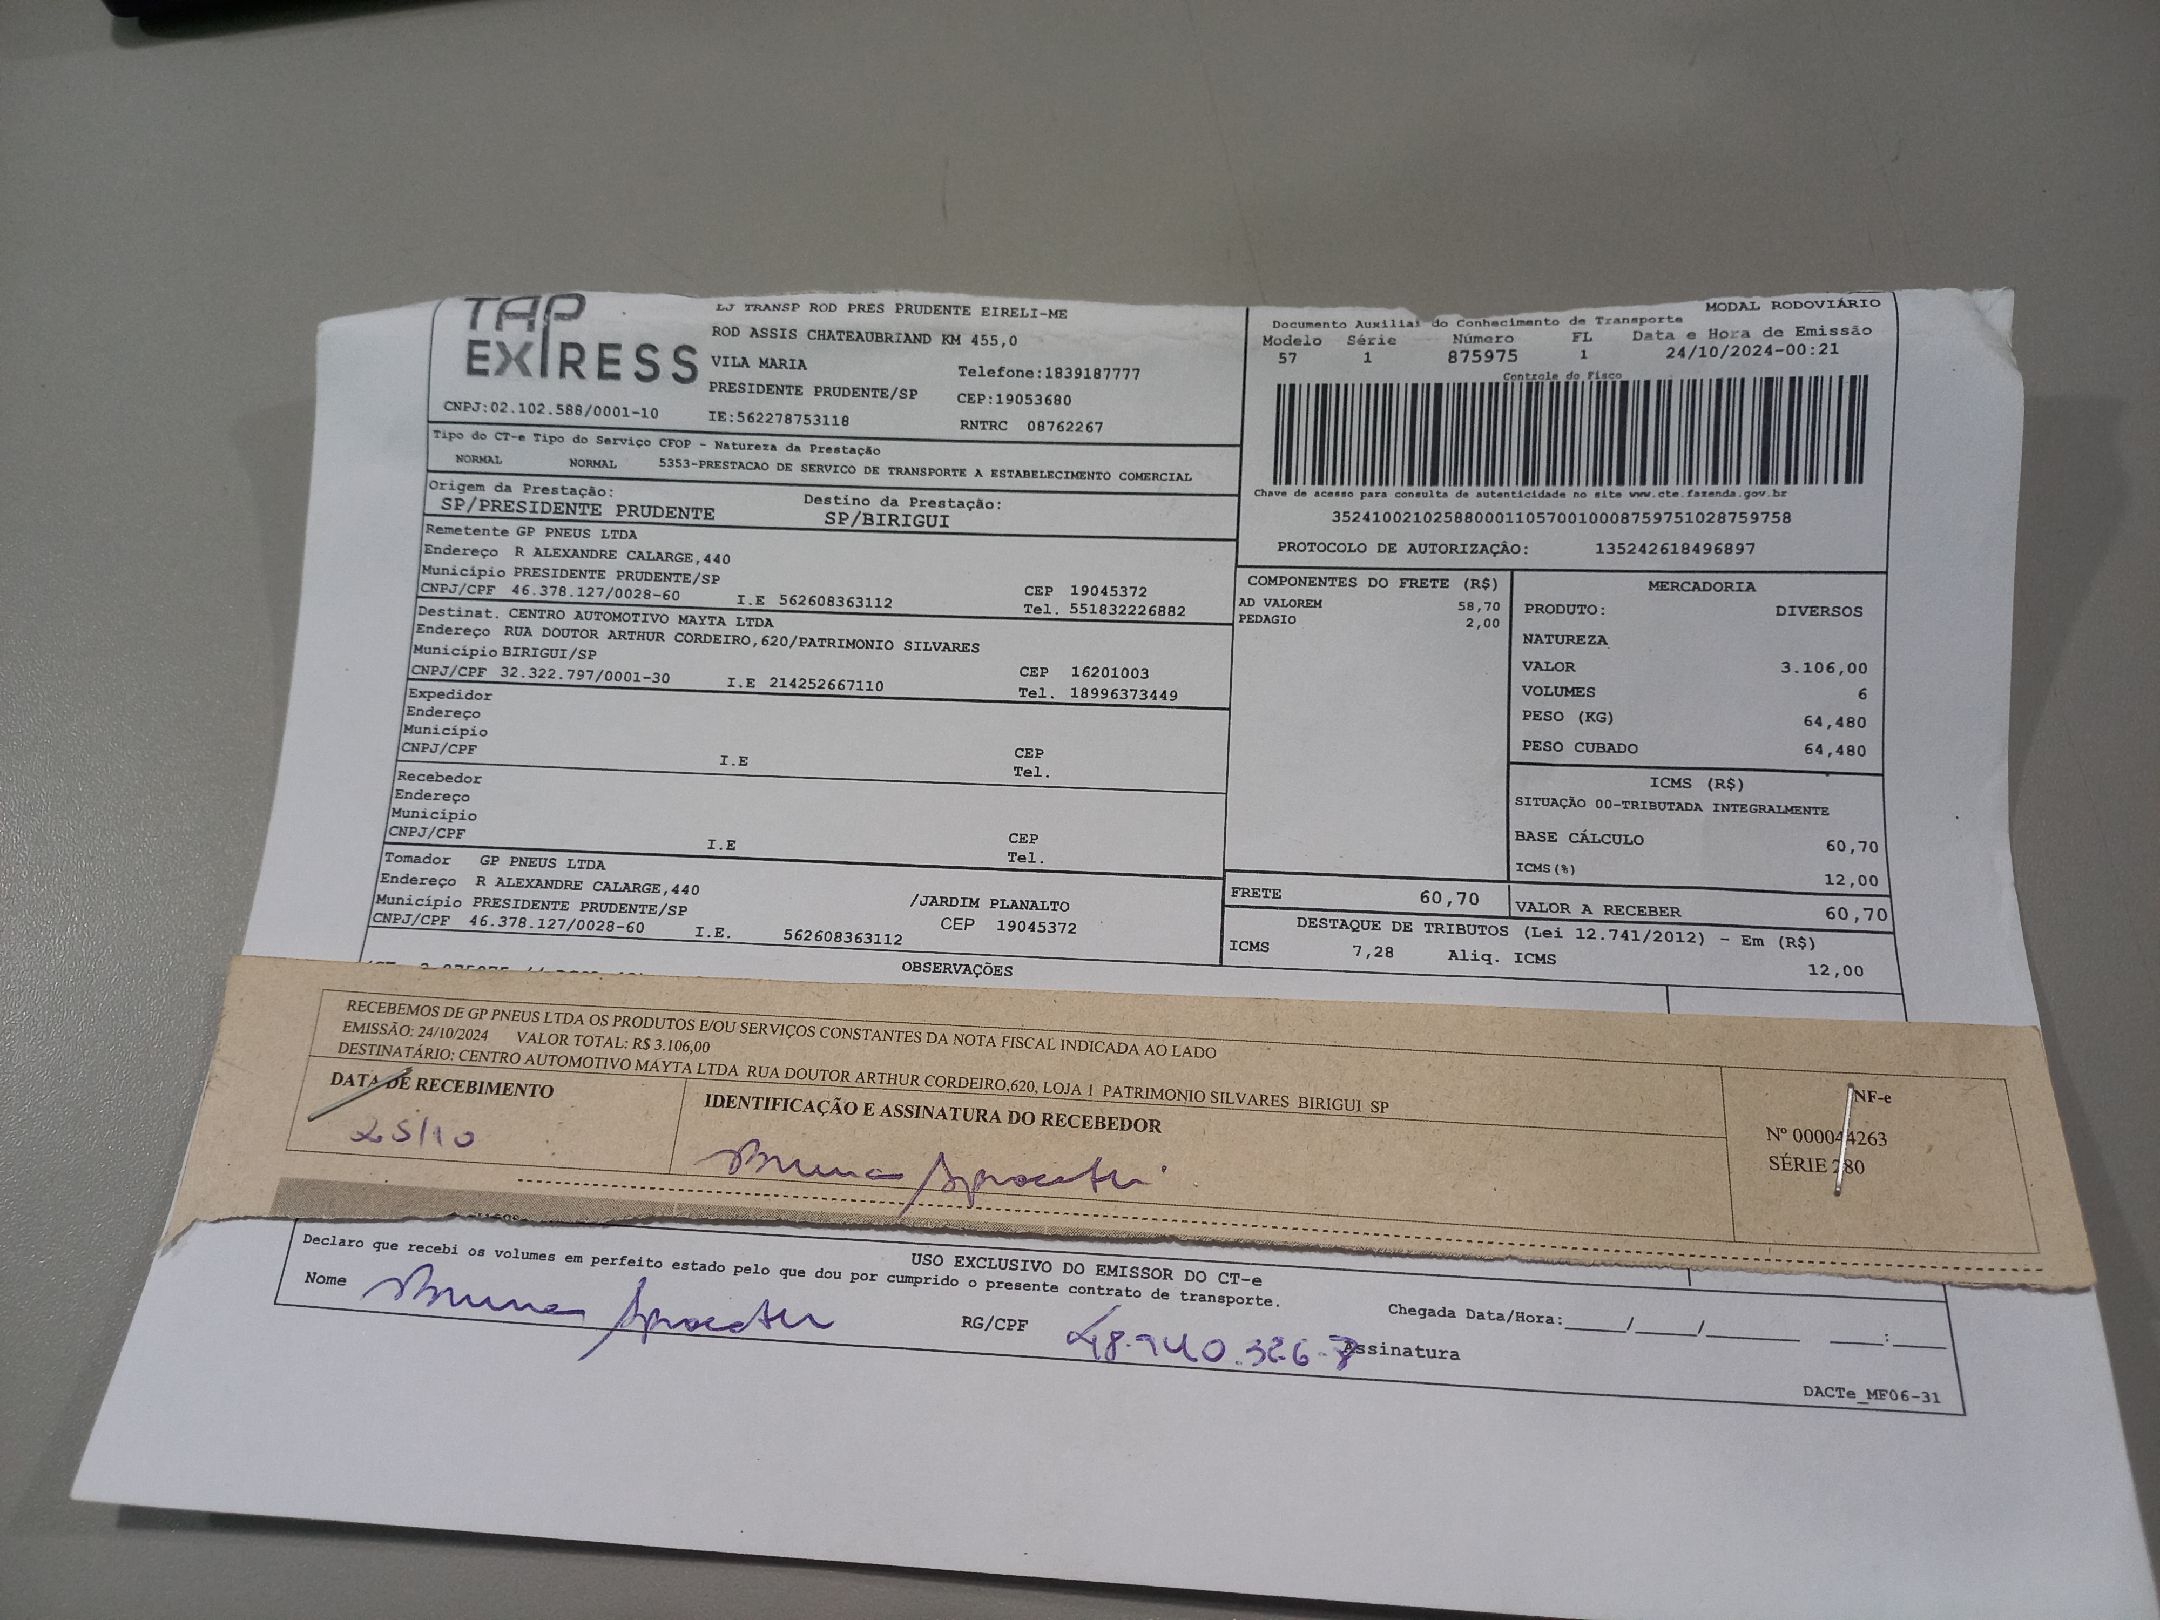 TAP EXPRESS
LJ TRANSP ROD PRES PRUDENTE EIRELI-ME
ROD ASSIS CHATEAUBRIAND KM 455,0
VILA MARIA
Telefone:1839187777
PRESIDENTE PRUDENTE/SP
CEP:19053680
CNPJ:02.102.588/0001-10
IE:562278753118
RNTRC 08762267
MODAL RODOVIÁRIO
Documento Auxiliar do Conhecimento de Transporte
Modelo Série Número FL Data e Hora de Emissão
57 1 875975 1 24/10/2024-00:21
Controle do Fisco
Chave de acesso para consulta de autenticidade no site www.cte.fazenda.gov.br
35241002102588000110570010008759751028759758
PROTOCOLO DE AUTORIZAÇÃO: 135242618496897
Tipo do CT-e Tipo do Serviço CFOP - Natureza da Prestação
NORMAL NORMAL 5353-PRESTACAO DE SERVICO DE TRANSPORTE A ESTABELECIMENTO COMERCIAL
Origem da Prestação: Destino da Prestação:
SP/PRESIDENTE PRUDENTE SP/BIRIGUI
Remetente GP PNEUS LTDA
Endereço R ALEXANDRE CALARGE,440
Município PRESIDENTE PRUDENTE/SP CEP 19045372
CNPJ/CPF 46.378.127/0028-60 I.E 562608363112 Tel. 551832226882
Destinat. CENTRO AUTOMOTIVO MAYTA LTDA
Endereço RUA DOUTOR ARTHUR CORDEIRO,620/PATRIMONIO SILVARES
Município BIRIGUI/SP CEP 16201003
CNPJ/CPF 32.322.797/0001-30 I.E 214252667110 Tel. 18996373449
Expedidor
Endereço
Município CEP
CNPJ/CPF I.E Tel.
Recebedor
Endereço
Município CEP
CNPJ/CPF I.E Tel.
Tomador GP PNEUS LTDA
Endereço R ALEXANDRE CALARGE,440 /JARDIM PLANALTO
Município PRESIDENTE PRUDENTE/SP CEP 19045372
CNPJ/CPF 46.378.127/0028-60 I.E. 562608363112
COMPONENTES DO FRETE (R$)
AD VALOREM 58,70
PEDAGIO 2,00
MERCADORIA
PRODUTO: DIVERSOS
NATUREZA
VALOR 3.106,00
VOLUMES 6
PESO (KG) 64,480
PESO CUBADO 64,480
ICMS (R$)
SITUAÇÃO 00-TRIBUTADA INTEGRALMENTE
BASE CÁLCULO 60,70
ICMS(%) 12,00
FRETE 60,70 VALOR A RECEBER 60,70
DESTAQUE DE TRIBUTOS (Lei 12.741/2012) - Em (R$)
ICMS 7,28 Aliq. ICMS 12,00
OBSERVAÇÕES
RECEBEMOS DE GP PNEUS LTDA OS PRODUTOS E/OU SERVIÇOS CONSTANTES DA NOTA FISCAL INDICADA AO LADO
EMISSÃO: 24/10/2024 VALOR TOTAL: R$ 3.106,00
DESTINATÁRIO: CENTRO AUTOMOTIVO MAYTA LTDA RUA DOUTOR ARTHUR CORDEIRO,620, LOJA 1 PATRIMONIO SILVARES BIRIGUI SP
DATA DE RECEBIMENTO
25/10
IDENTIFICAÇÃO E ASSINATURA DO RECEBEDOR
Bruna
NF-e
Nº 000044263
SÉRIE 280
USO EXCLUSIVO DO EMISSOR DO CT-e
Declaro que recebi os volumes em perfeito estado pelo que dou por cumprido o presente contrato de transporte.
Nome Bruna
RG/CPF 48.940.326-7
Chegada Data/Hora:_____/_____/________ ____:_____
Assinatura
DACTe_MF06-31